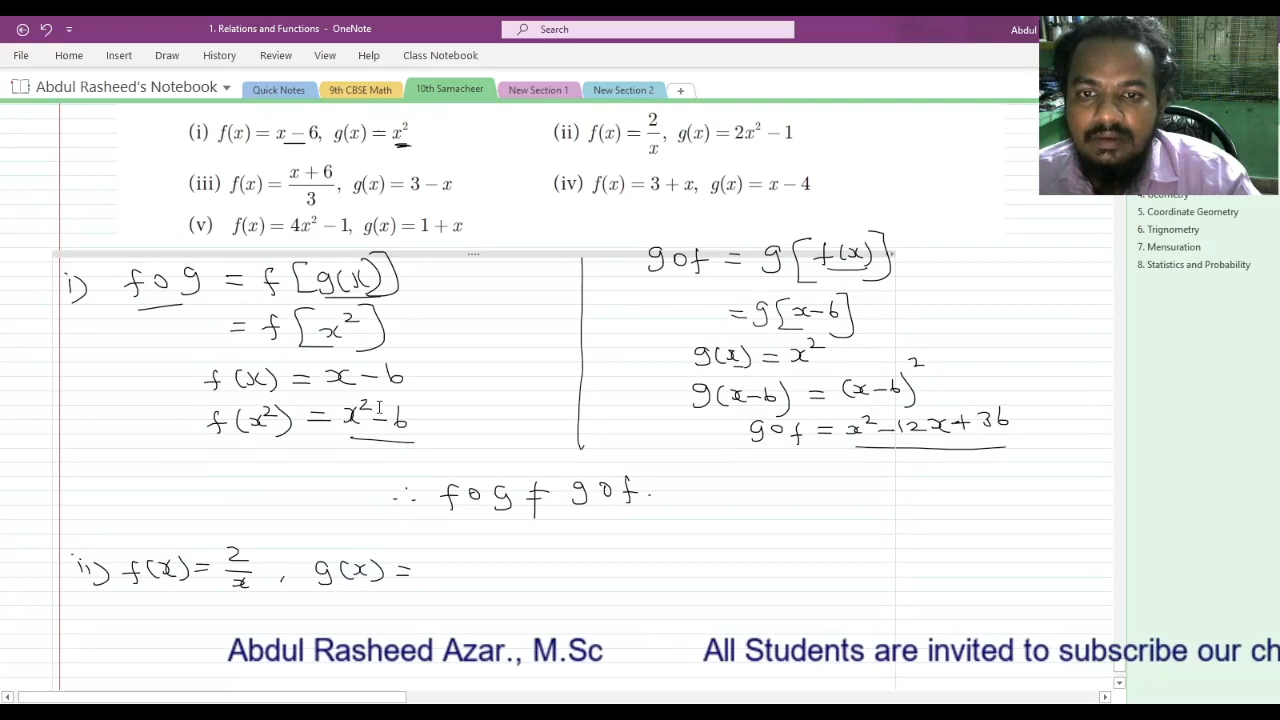 1. Relations and Functions - OneNote
Search
Abdul
File Home Insert Draw History Review View Help Class Notebook
Abdul Rasheed's Notebook
Quick Notes 9th CBSE Math 10th Samacheer New Section 1 New Section 2 +
(i) f(x) = x − 6, g(x) = x²
(ii) f(x) = 2/x, g(x) = 2x² − 1
(iii) f(x) = (x + 6)/3, g(x) = 3 − x
(iv) f(x) = 3 + x, g(x) = x − 4
(v) f(x) = 4x² − 1, g(x) = 1 + x
5. Coordinate Geometry
6. Trignometry
7. Mensuration
8. Statistics and Probability
i) fog = f[g(x)]
= f[x²]
f(x) = x − 6
f(x²) = x² − 6
gof = g[f(x)]
= g[x−6]
g(x) = x²
g(x−6) = (x−6)²
gof = x² − 12x + 36
∴ fog ≠ gof.
ii) f(x) = 2/x , g(x) =
Abdul Rasheed Azar., M.Sc All Students are invited to subscribe our ch